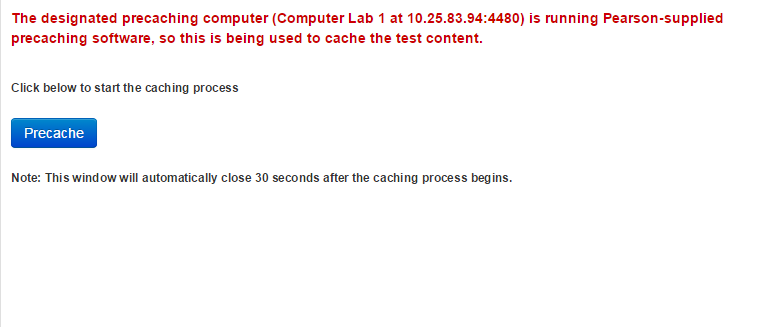 The designated precaching computer (Computer Lab 1 at 10.25.83.94:4480) is running Pearson-supplied
precaching software, so this is being used to cache the test content.
Click below to start the caching process
Precache
Note: This window will automatically close 30 seconds after the caching process begins.